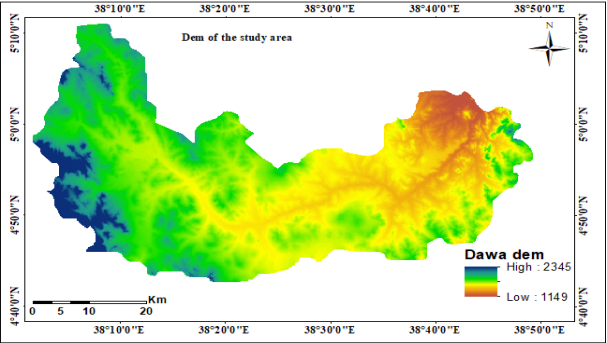 38°10'0"E 38°20'0"E 38°30'0"E 38°40'0"E 38°50'0"E
Dem of the study area
N
5°10'0"N 5°10'0"N
5°0'0"N 5°0'0"N
4°50'0"N 4°50'0"N
4°40'0"N 4°40'0"N
Dawa dem
High : 2345
Low : 1149
Km
0 5 10 20
38°10'0"E 38°20'0"E 38°30'0"E 38°40'0"E 38°50'0"E